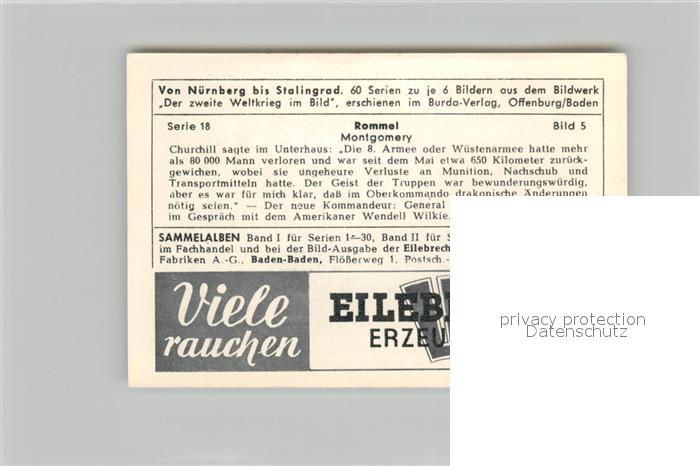 Von Nürnberg bis Stalingrad. 60 Serien zu je 6 Bildern aus dem Bildwerk
„Der zweite Weltkrieg im Bild", erschienen im Burda-Verlag, Offenburg/Baden
Serie 18 Rommel Bild 5
Montgomery
Churchill sagte im Unterhaus: „Die 8. Armee oder Wüstenarmee hatte mehr
als 80 000 Mann verloren und war seit dem Mai etwa 650 Kilometer zurück-
gewichen, wobei sie ungeheure Verluste an Munition, Nachschub und
Transportmitteln hatte. Der Geist der Truppen war bewunderungswürdig,
aber es war für mich klar, daß im Oberkommando drakonische Änderungen
nötig seien." — Der neue Kommandeur: General
im Gespräch mit dem Amerikaner Wendell Wilkie.
SAMMELALBEN Band I für Serien 1—30, Band II für S
im Fachhandel und bei der Bild-Ausgabe der Eilebrech
Fabriken A.-G., Baden-Baden, Flößerweg 1. Postsch.-
Viele
rauchen
EILEB
ERZEU
privacy protection
Datenschutz